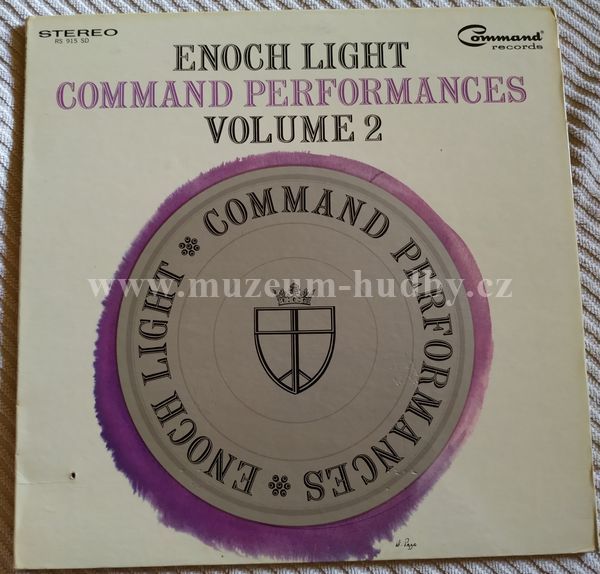 STEREO
RS 915 SD
Command
records
ENOCH LIGHT
COMMAND PERFORMANCES
VOLUME 2
COMMAND PERFORMANCES
ENOCH LIGHT
www.muzeum-hudby.cz